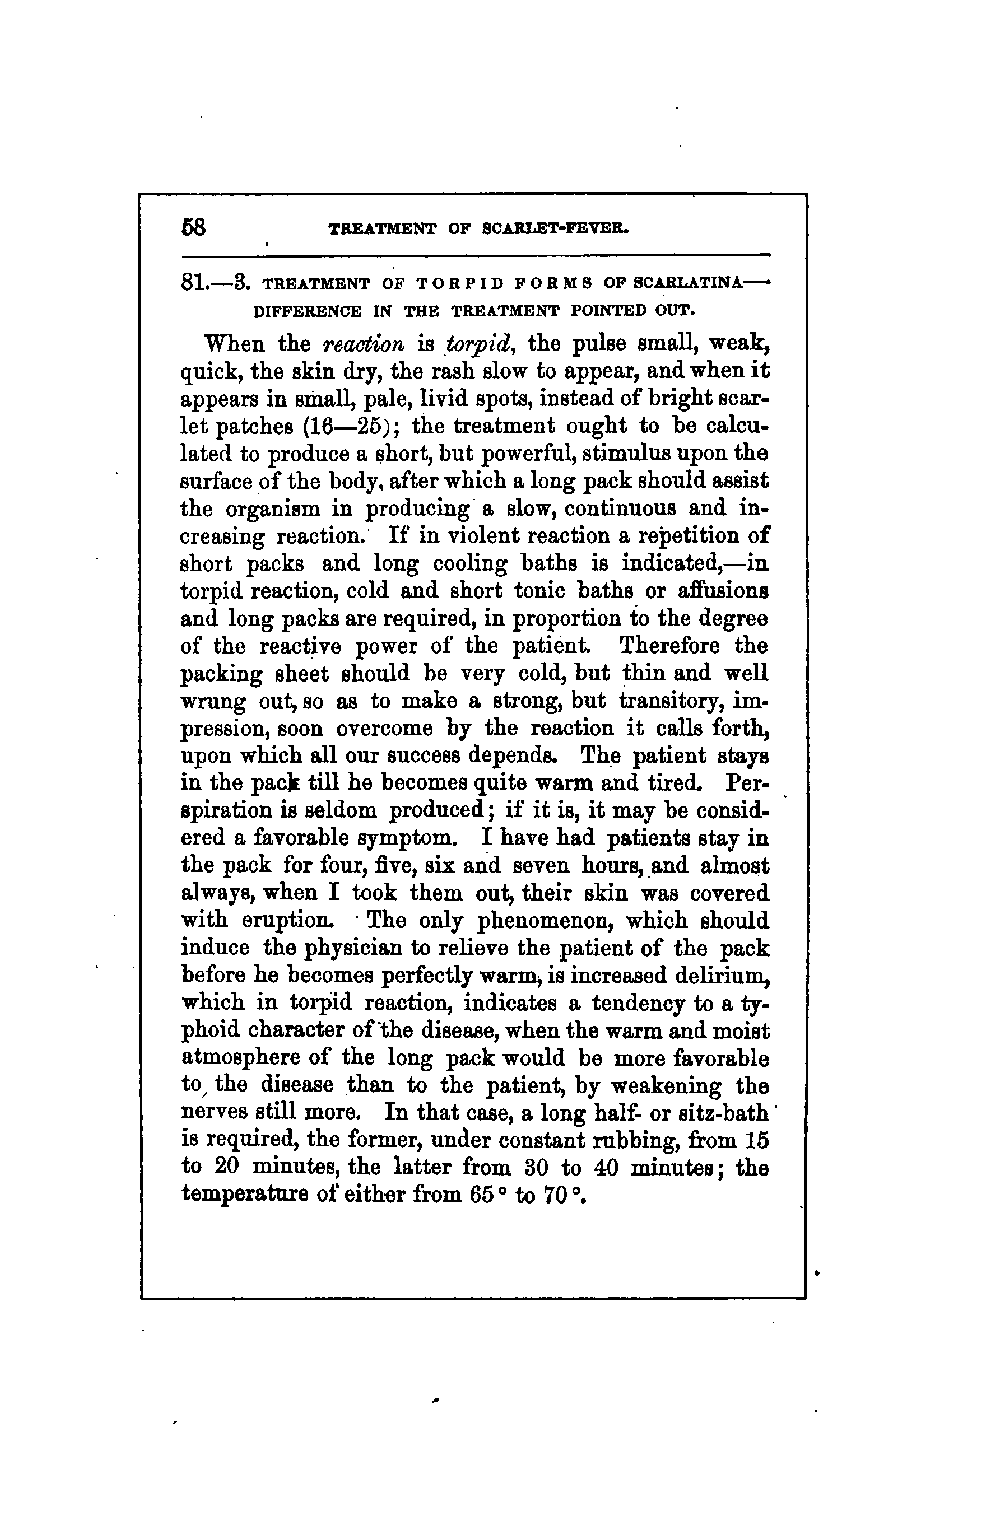 58 TREATMENT OF SCARLET-FEVER.
81.—3. TREATMENT OF TORPID FORMS OF SCARLATINA—
DIFFERENCE IN THE TREATMENT POINTED OUT.
When the reaction is torpid, the pulse small, weak,
quick, the skin dry, the rash slow to appear, and when it
appears in small, pale, livid spots, instead of bright scar-
let patches (16—25); the treatment ought to be calcu-
lated to produce a short, but powerful, stimulus upon the
surface of the body, after which a long pack should assist
the organism in producing a slow, continuous and in-
creasing reaction. If in violent reaction a repetition of
short packs and long cooling baths is indicated,—in
torpid reaction, cold and short tonic baths or affusions
and long packs are required, in proportion to the degree
of the reactive power of the patient. Therefore the
packing sheet should be very cold, but thin and well
wrung out, so as to make a strong, but transitory, im-
pression, soon overcome by the reaction it calls forth,
upon which all our success depends. The patient stays
in the pack till he becomes quite warm and tired. Per-
spiration is seldom produced; if it is, it may be consid-
ered a favorable symptom. I have had patients stay in
the pack for four, five, six and seven hours, and almost
always, when I took them out, their skin was covered
with eruption. The only phenomenon, which should
induce the physician to relieve the patient of the pack
before he becomes perfectly warm, is increased delirium,
which in torpid reaction, indicates a tendency to a ty-
phoid character of the disease, when the warm and moist
atmosphere of the long pack would be more favorable
to the disease than to the patient, by weakening the
nerves still more. In that case, a long half- or sitz-bath
is required, the former, under constant rubbing, from 15
to 20 minutes, the latter from 30 to 40 minutes; the
temperature of either from 65° to 70°.